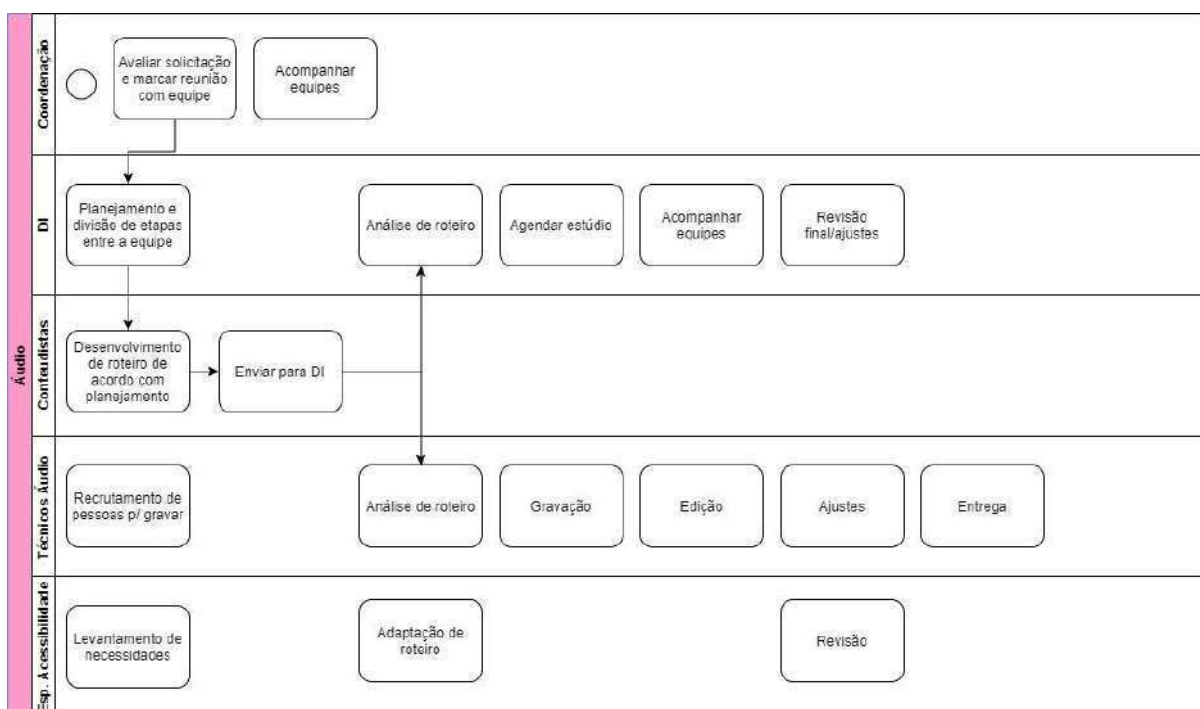 Áudio
Coordenação
Avaliar solicitação
e marcar reunião
com equipe
Acompanhar
equipes
DI
Planejamento e
divisão de etapas
entre a equipe
Análise de roteiro
Agendar estúdio
Acompanhar
equipes
Revisão
final/ajustes
Conteudistas
Desenvolvimento
de roteiro de
acordo com
planejamento
Enviar para DI
Técnicos Áudio
Recrutamento de
pessoas p/ gravar
Análise de roteiro
Gravação
Edição
Ajustes
Entrega
Esp. Acessibilidade
Levantamento de
necessidades
Adaptação de
roteiro
Revisão